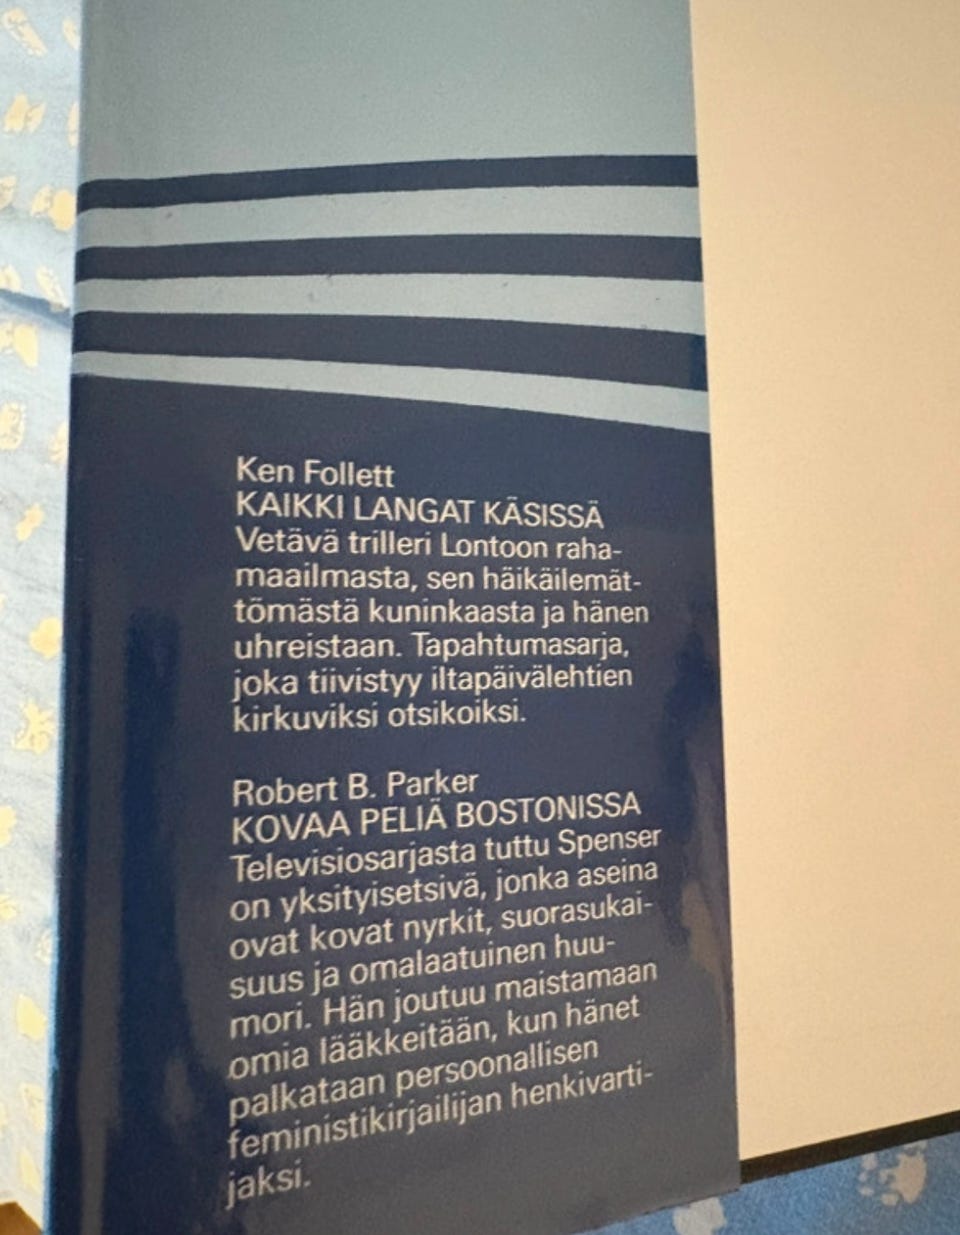 Ken Follett
KAIKKI LANGAT KÄSISSÄ
Vetävä trilleri Lontoon raha-
maailmasta, sen häikäilemät-
tömästä kuninkaasta ja hänen
uhreistaan. Tapahtumasarja,
joka tiivistyy iltapäivälehtien
kirkuviksi otsikoiksi.
Robert B. Parker
KOVAA PELIÄ BOSTONISSA
Televisiosarjasta tuttu Spenser
on yksityisetsivä, jonka aseina
ovat kovat nyrkit, suorasukai-
suus ja omalaatuinen huu-
mori. Hän joutuu maistamaan
omia lääkkeitään, kun hänet
palkataan persoonallisen
feministikirjailijan henkivarti-
jaksi.